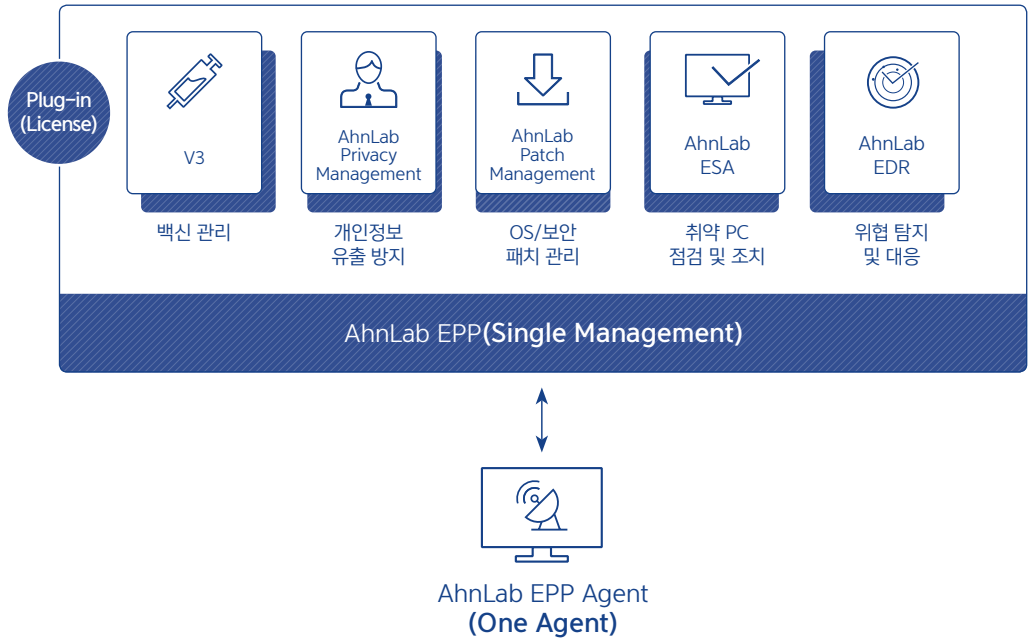 Plug-in
(License)
V3
백신 관리
AhnLab
Privacy
Management
개인정보
유출 방지
AhnLab
Patch
Management
OS/보안
패치 관리
AhnLab
ESA
취약 PC
점검 및 조치
AhnLab
EDR
위협 탐지
및 대응
AhnLab EPP(Single Management)
AhnLab EPP Agent
(One Agent)